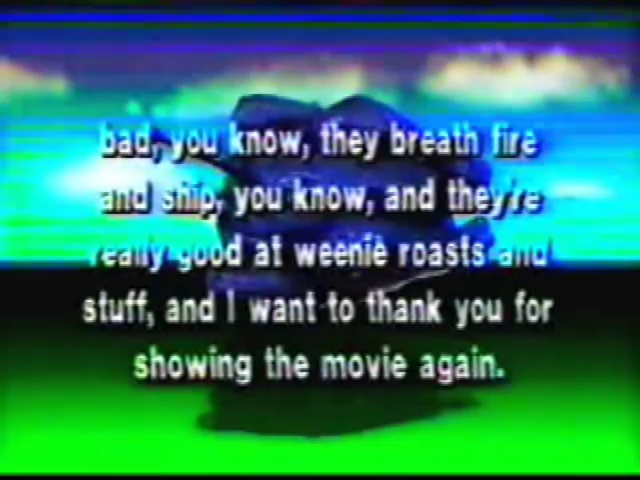 bad, you know, they breath fire
and snip, you know, and they're
really good at weenie roasts and
stuff, and I want to thank you for
showing the movie again.